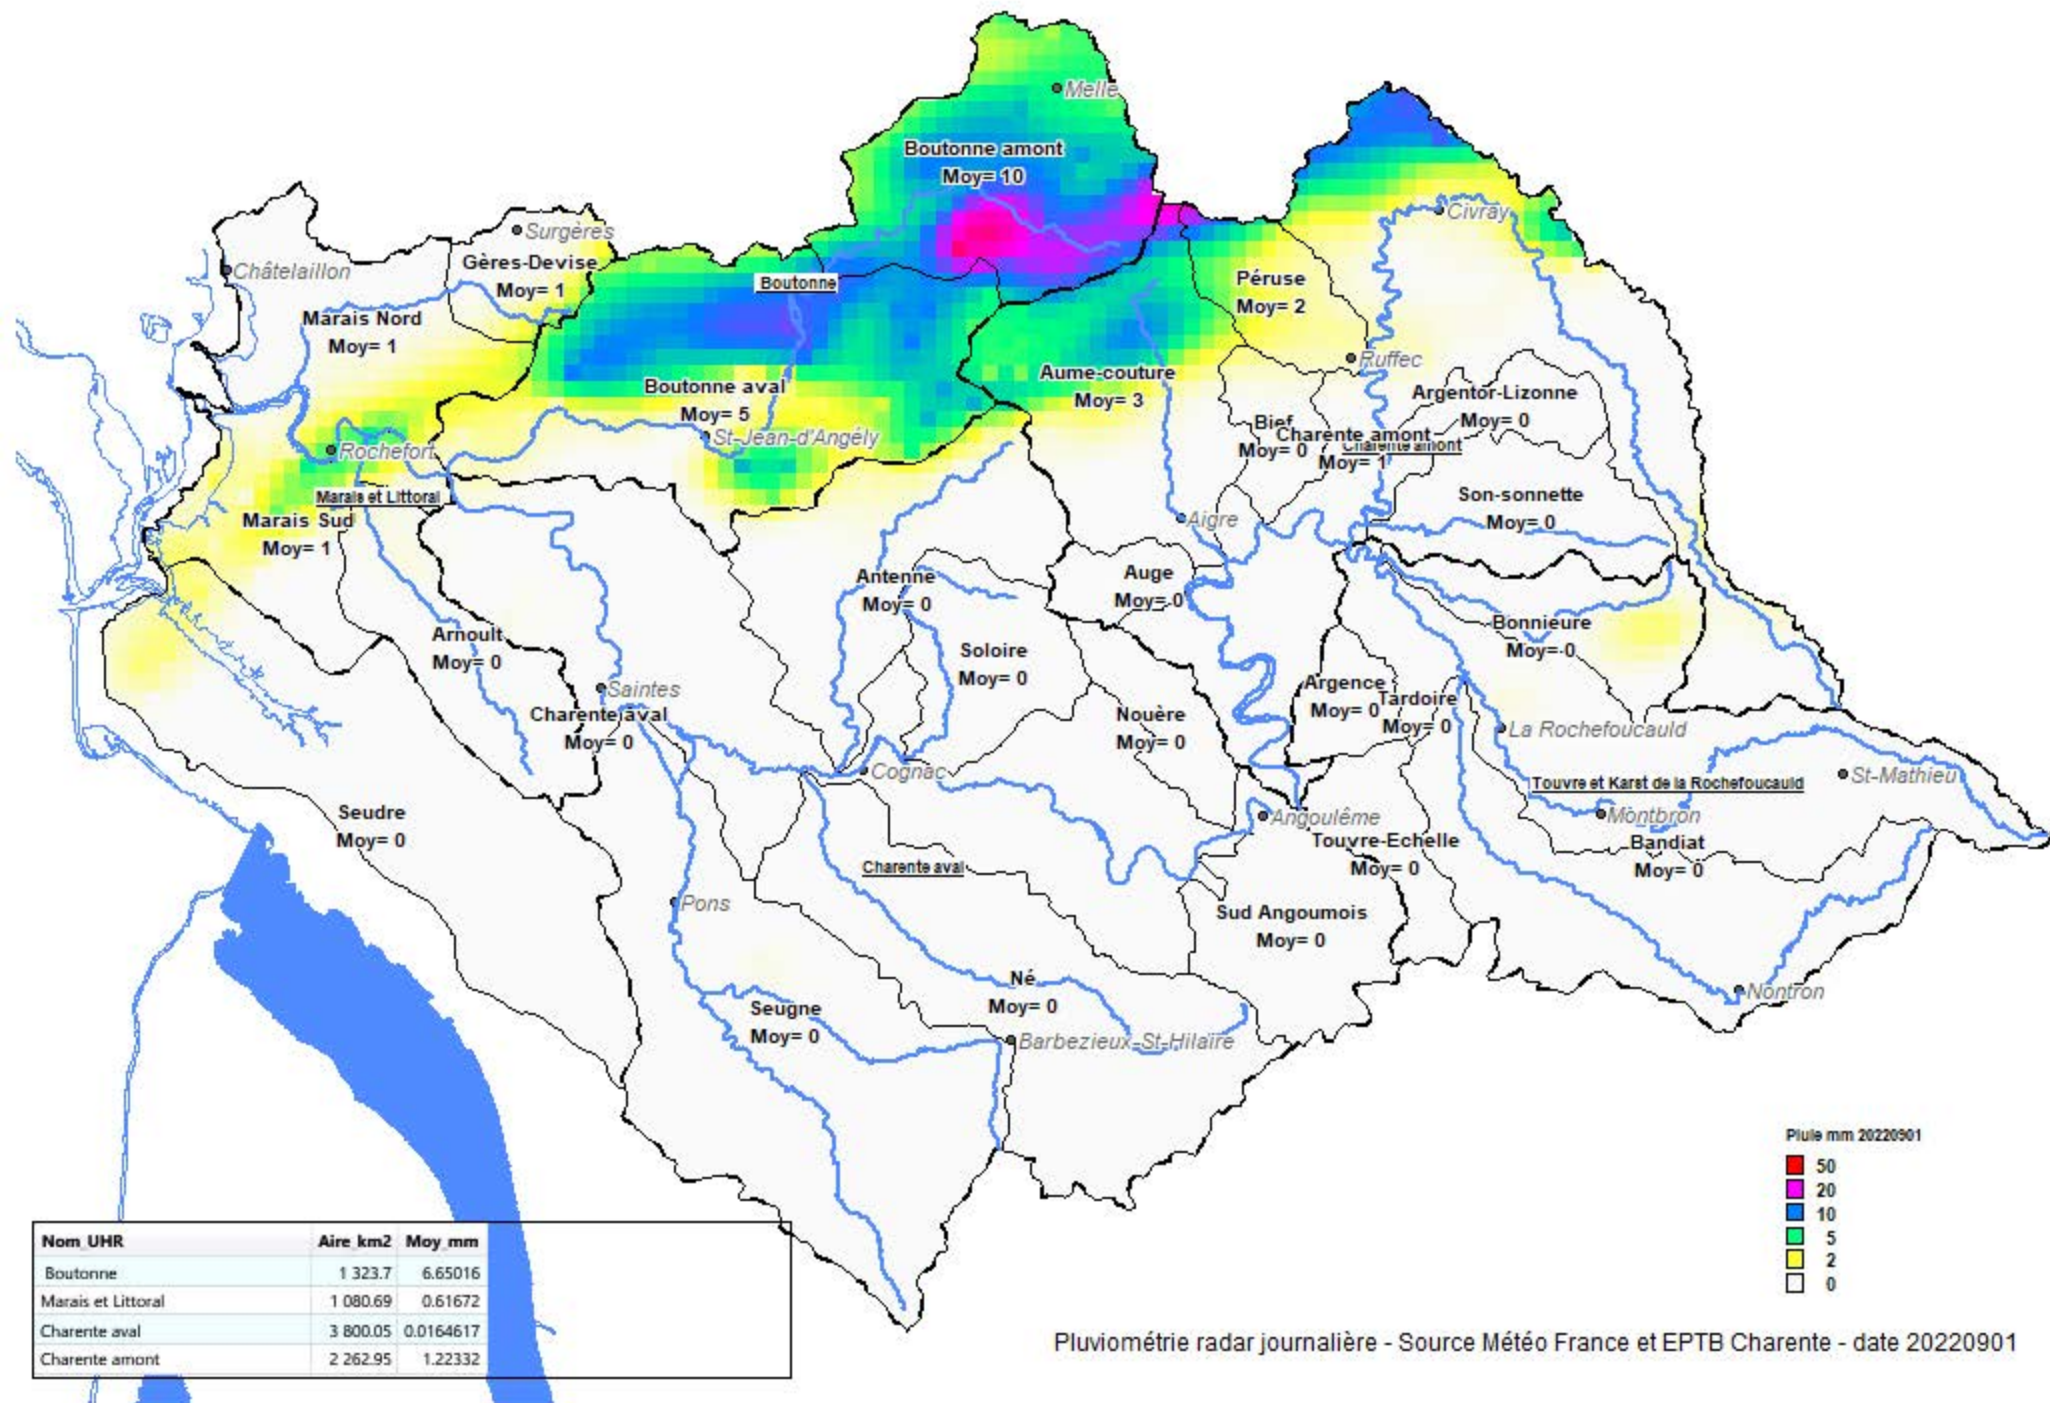 Melle
Boutonne amont
Moy= 10
Civray
Surgères
Châtelaillon
Gères-Devise
Moy= 1
Boutonne
Péruse
Moy= 2
Marais Nord
Moy= 1
Ruffec
Boutonne aval
Moy= 5
Aume-couture
Moy= 3
Argentor-Lizonne
Moy= 0
Bief
Moy= 0
Charente amont
Moy= 1
Charente amont
St-Jean-d'Angély
Rochefort
Marais et Littoral
Marais Sud
Moy= 1
Son-sonnette
Moy= 0
Aigre
Antenne
Moy= 0
Auge
Moy= 0
Bonnieure
Moy= 0
Arnoult
Moy= 0
Soloire
Moy= 0
Saintes
Charente aval
Moy= 0
Nouère
Moy= 0
Argence
Moy= 0
Tardoire
Moy= 0
La Rochefoucauld
Cognac
Touvre et Karst de la Rochefoucauld
St-Mathieu
Seudre
Moy= 0
Angoulême
Montbron
Touvre-Echelle
Moy= 0
Bandiat
Moy= 0
Charente aval
Pons
Sud Angoumois
Moy= 0
Né
Moy= 0
Nontron
Seugne
Moy= 0
Barbezieux-St-Hilaire
Pluie mm 20220901
50
20
10
5
2
0
Nom_UHR Aire_km2 Moy_mm
Boutonne 1 323.7 6.65016
Marais et Littoral 1 080.69 0.61672
Charente aval 3 800.05 0.0164617
Charente amont 2 262.95 1.22332
Pluviométrie radar journalière - Source Météo France et EPTB Charente - date 20220901